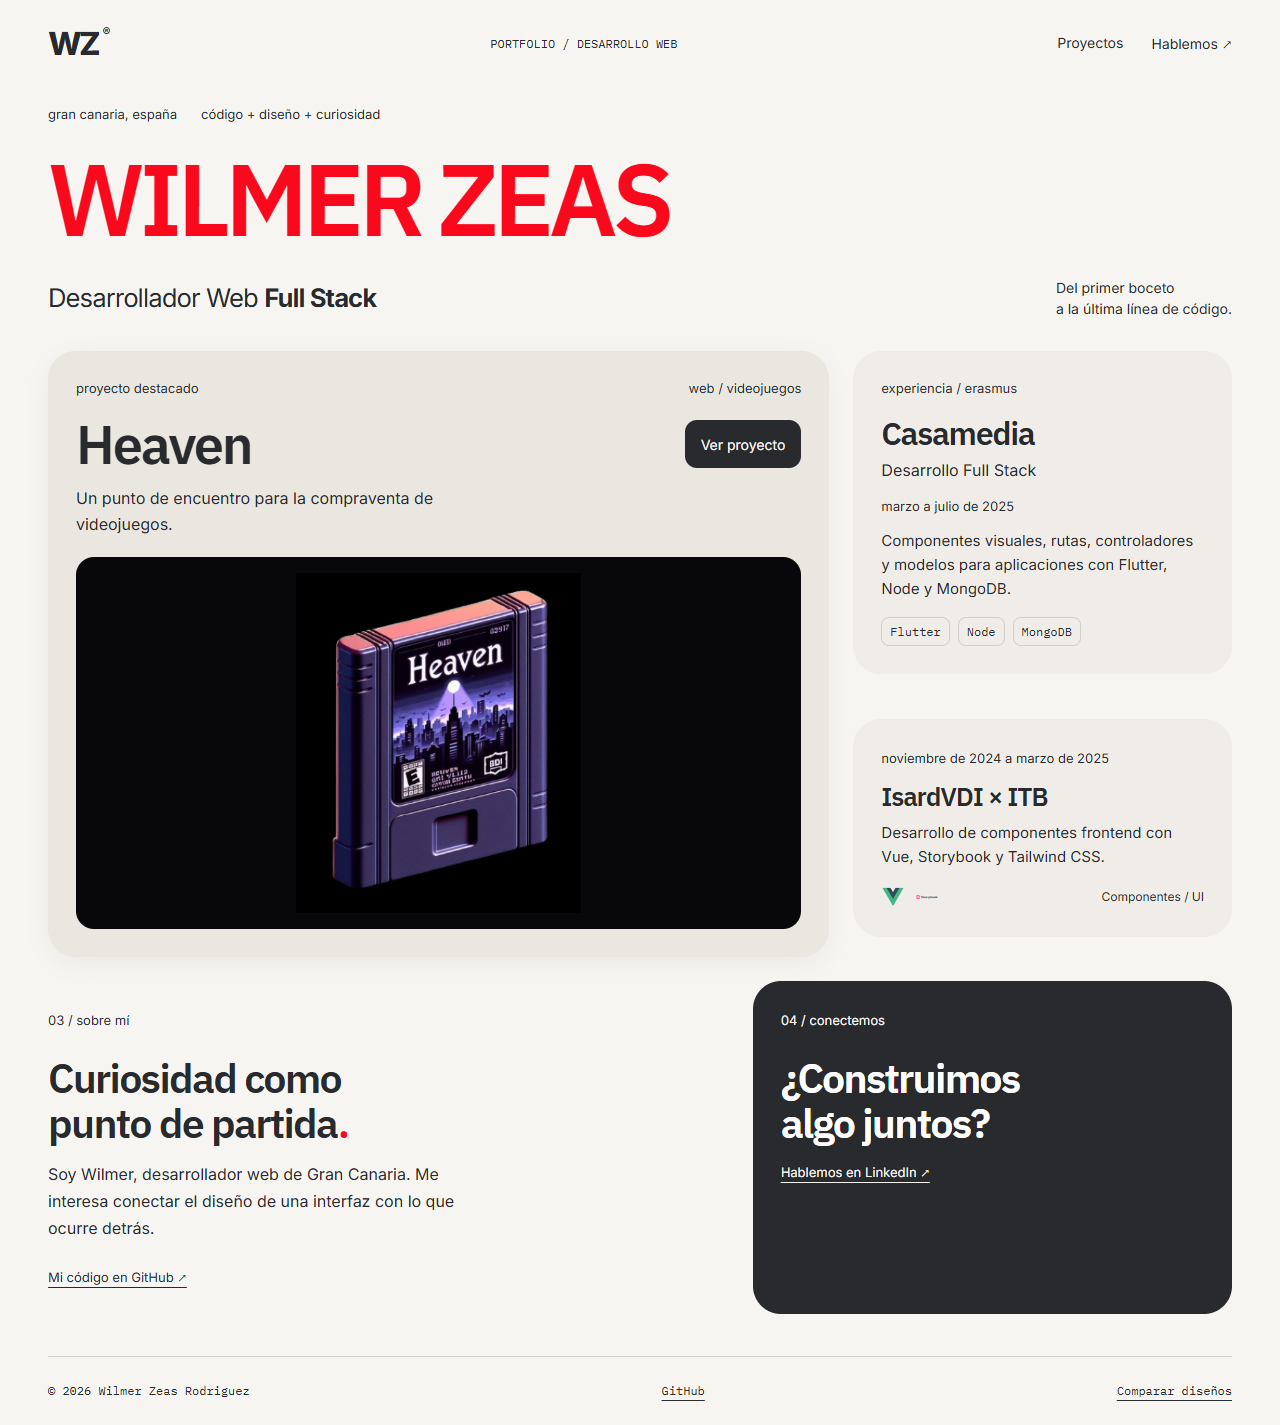 WZ®
PORTFOLIO / DESARROLLO WEB
Proyectos
Hablemos ↗
gran canaria, españa
código + diseño + curiosidad
WILMER ZEAS
Desarrollador Web Full Stack
Del primer boceto
a la última línea de código.
proyecto destacado
web / videojuegos
Heaven
Ver proyecto
Un punto de encuentro para la compraventa de
videojuegos.
Heaven
E
experiencia / erasmus
Casamedia
Desarrollo Full Stack
marzo a julio de 2025
Componentes visuales, rutas, controladores
y modelos para aplicaciones con Flutter,
Node y MongoDB.
Flutter
Node
MongoDB
noviembre de 2024 a marzo de 2025
IsardVDI × ITB
Desarrollo de componentes frontend con
Vue, Storybook y Tailwind CSS.
Componentes / UI
03 / sobre mí
Curiosidad como
punto de partida.
Soy Wilmer, desarrollador web de Gran Canaria. Me
interesa conectar el diseño de una interfaz con lo que
ocurre detrás.
Mi código en GitHub ↗
04 / conectemos
¿Construimos
algo juntos?
Hablemos en LinkedIn ↗
© 2026 Wilmer Zeas Rodriguez
GitHub
Comparar diseños